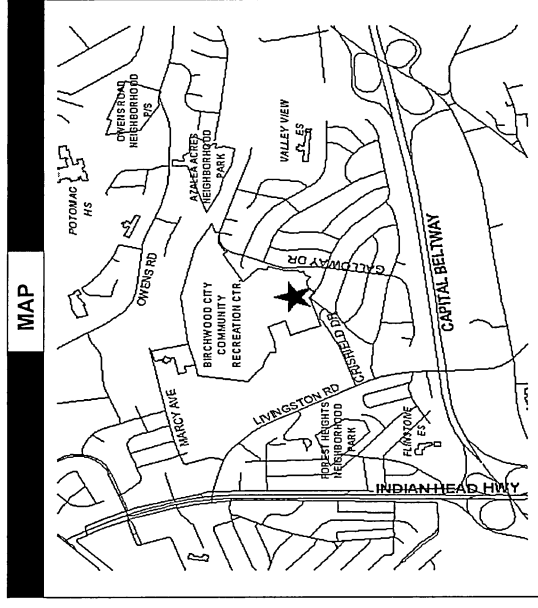 MAP
POTOMAC
HS
OWENS ROAD
NEIGHBORHOOD
P/S
OWENS RD
AZALEA ACRES
NEIGHBORHOOD
PARK
VALLEY VIEW
ES
BIRCHWOOD CITY
COMMUNITY
RECREATION CTR.
MARCY AVE
GALLOWAY DR
CRISFIELD DR
LIVINGSTON RD
FOREST HEIGHTS
NEIGHBORHOOD
PARK
FLINTSTONE
ES
CAPITAL BELTWAY
INDIAN HEAD HWY